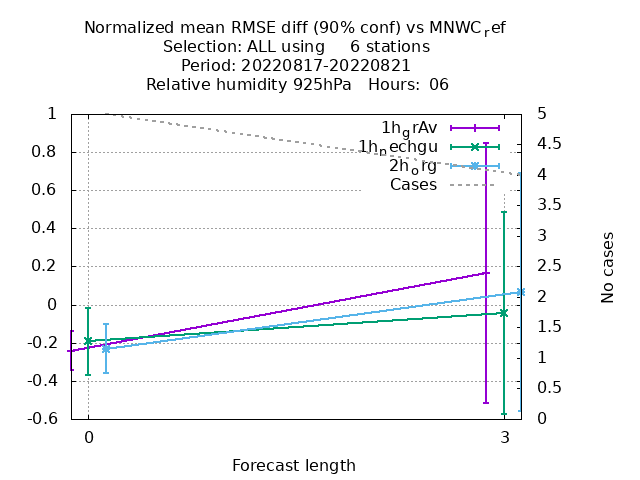 Normalized mean RMSE diff (90% conf) vs MNWC_ref
Selection: ALL using     6 stations
Period: 20220817-20220821
Relative humidity 925hPa   Hours:  06
1h_grAv
1h_nechgu
2h_org
Cases
1
0.8
0.6
0.4
0.2
0
-0.2
-0.4
-0.6
5
4.5
4
3.5
3
2.5
2
1.5
1
0.5
0
No cases
0
3
Forecast length